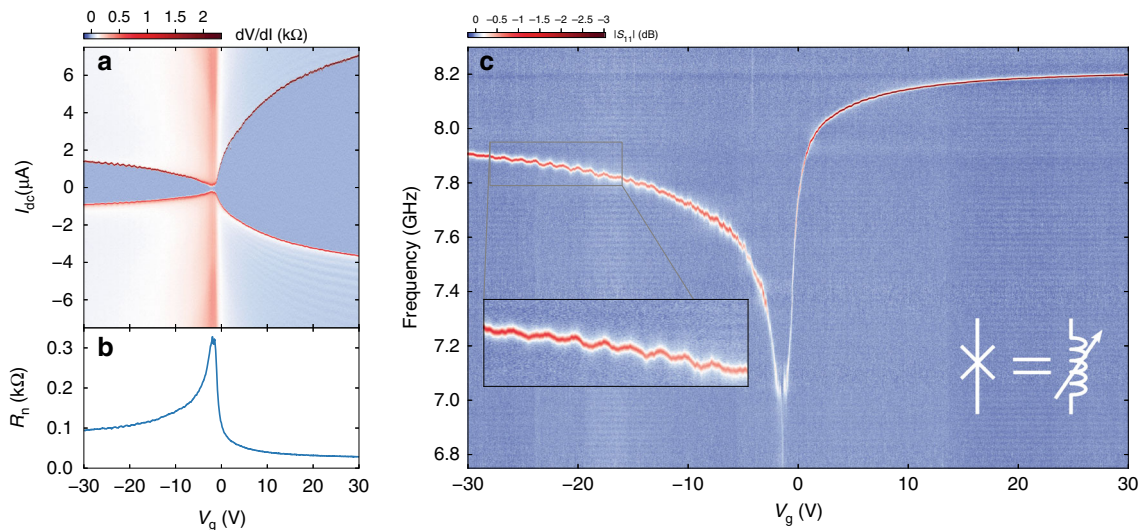 0 0.5 1 1.5 2 dV/dI (kΩ)
a
6
4
2
0
−2
−4
−6
I_dc(μA)
b
0.3
0.2
0.1
0.0
R_n (kΩ)
−30 −20 −10 0 10 20 30
V_g (V)
0 −0.5 −1 −1.5 −2 −2.5 −3
|S_11| (dB)
c
8.2
8.0
7.8
7.6
7.4
7.2
7.0
6.8
Frequency (GHz)
−30 −20 −10 0 10 20 30
V_g (V)